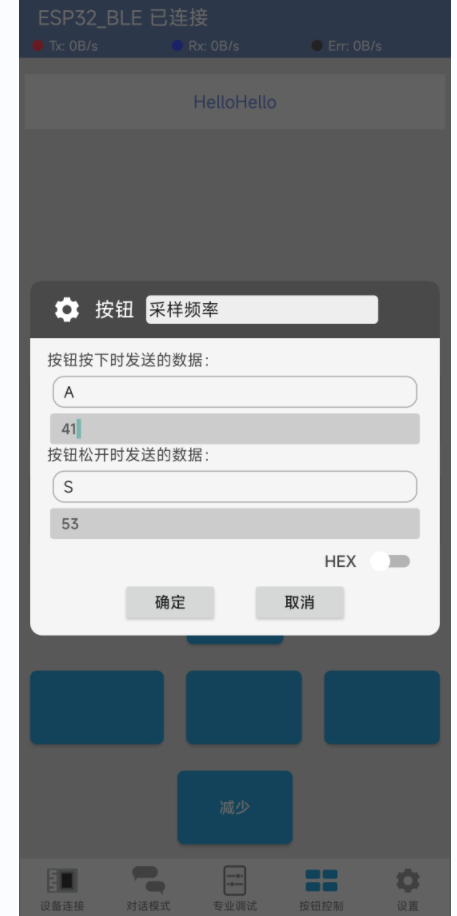 ESP32_BLE 已连接
Tx: 0B/s Rx: 0B/s Err: 0B/s
HelloHello
按钮 采样频率
按钮按下时发送的数据:
A
41
按钮松开时发送的数据:
S
53
HEX
确定 取消
减少
设备连接 对话模式 专业调试 按钮控制 设置